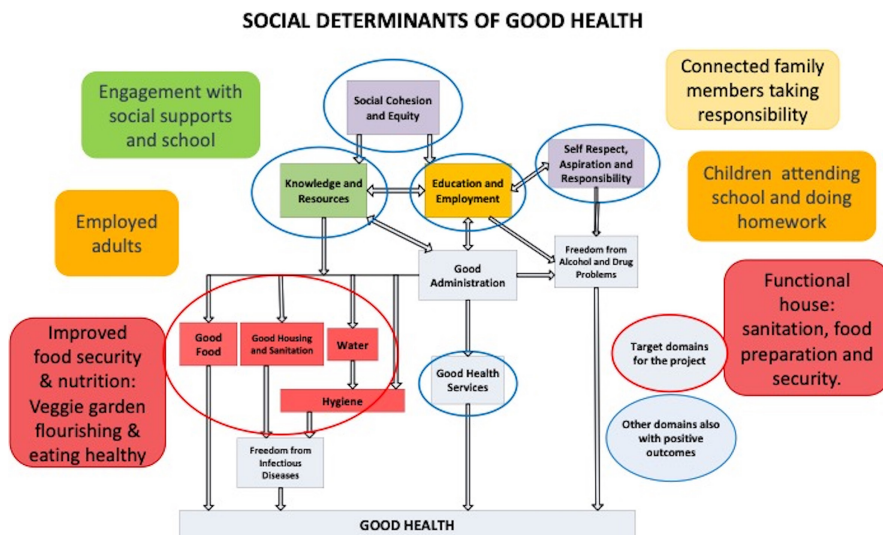 SOCIAL DETERMINANTS OF GOOD HEALTH
Engagement with
social supports
and school
Social Cohesion
and Equity
Connected family
members taking
responsibility
Self Respect,
Aspiration and
Responsibility
Knowledge and
Resources
Education and
Employment
Children attending
school and doing
homework
Employed
adults
Good
Administration
Freedom from
Alcohol and Drug
Problems
Functional
house:
sanitation, food
preparation and
security.
Improved
food security
& nutrition:
Veggie garden
flourishing &
eating healthy
Good
Food
Good Housing
and Sanitation
Water
Hygiene
Good Health
Services
Target domains
for the project
Other domains also
with positive
outcomes
Freedom from
Infectious
Diseases
GOOD HEALTH